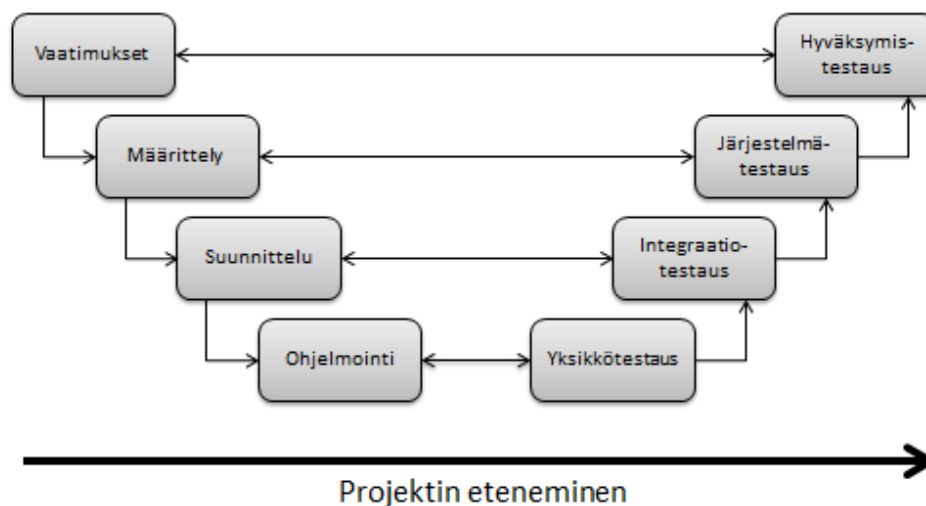 Vaatimukset
Hyväksymis-
testaus
Määrittely
Järjestelmä-
testaus
Suunnittelu
Integraatio-
testaus
Ohjelmointi
Yksikkötestaus
Projektin eteneminen